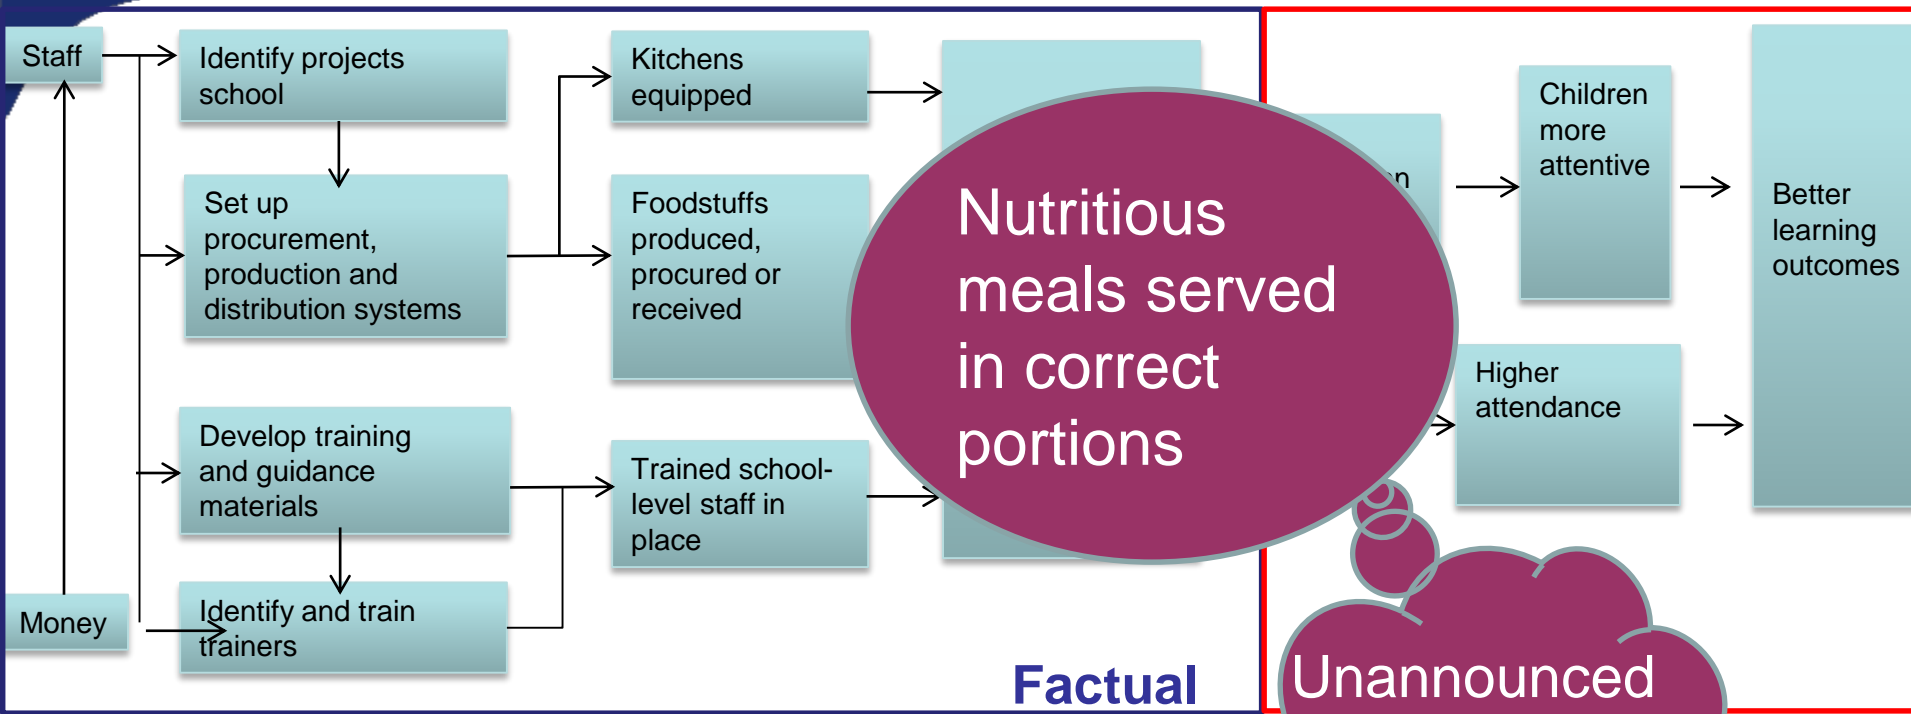 Staff
Identify projects
school
Kitchens
equipped
Children
more
attentive
Set up
procurement,
production and
distribution systems
Foodstuffs
produced,
procured or
received
Nutritious
meals served
in correct
portions
Better
learning
outcomes
Higher
attendance
Develop training
and guidance
materials
Trained school-
level staff in
place
Money
Identify and train
trainers
Factual
Unannounced